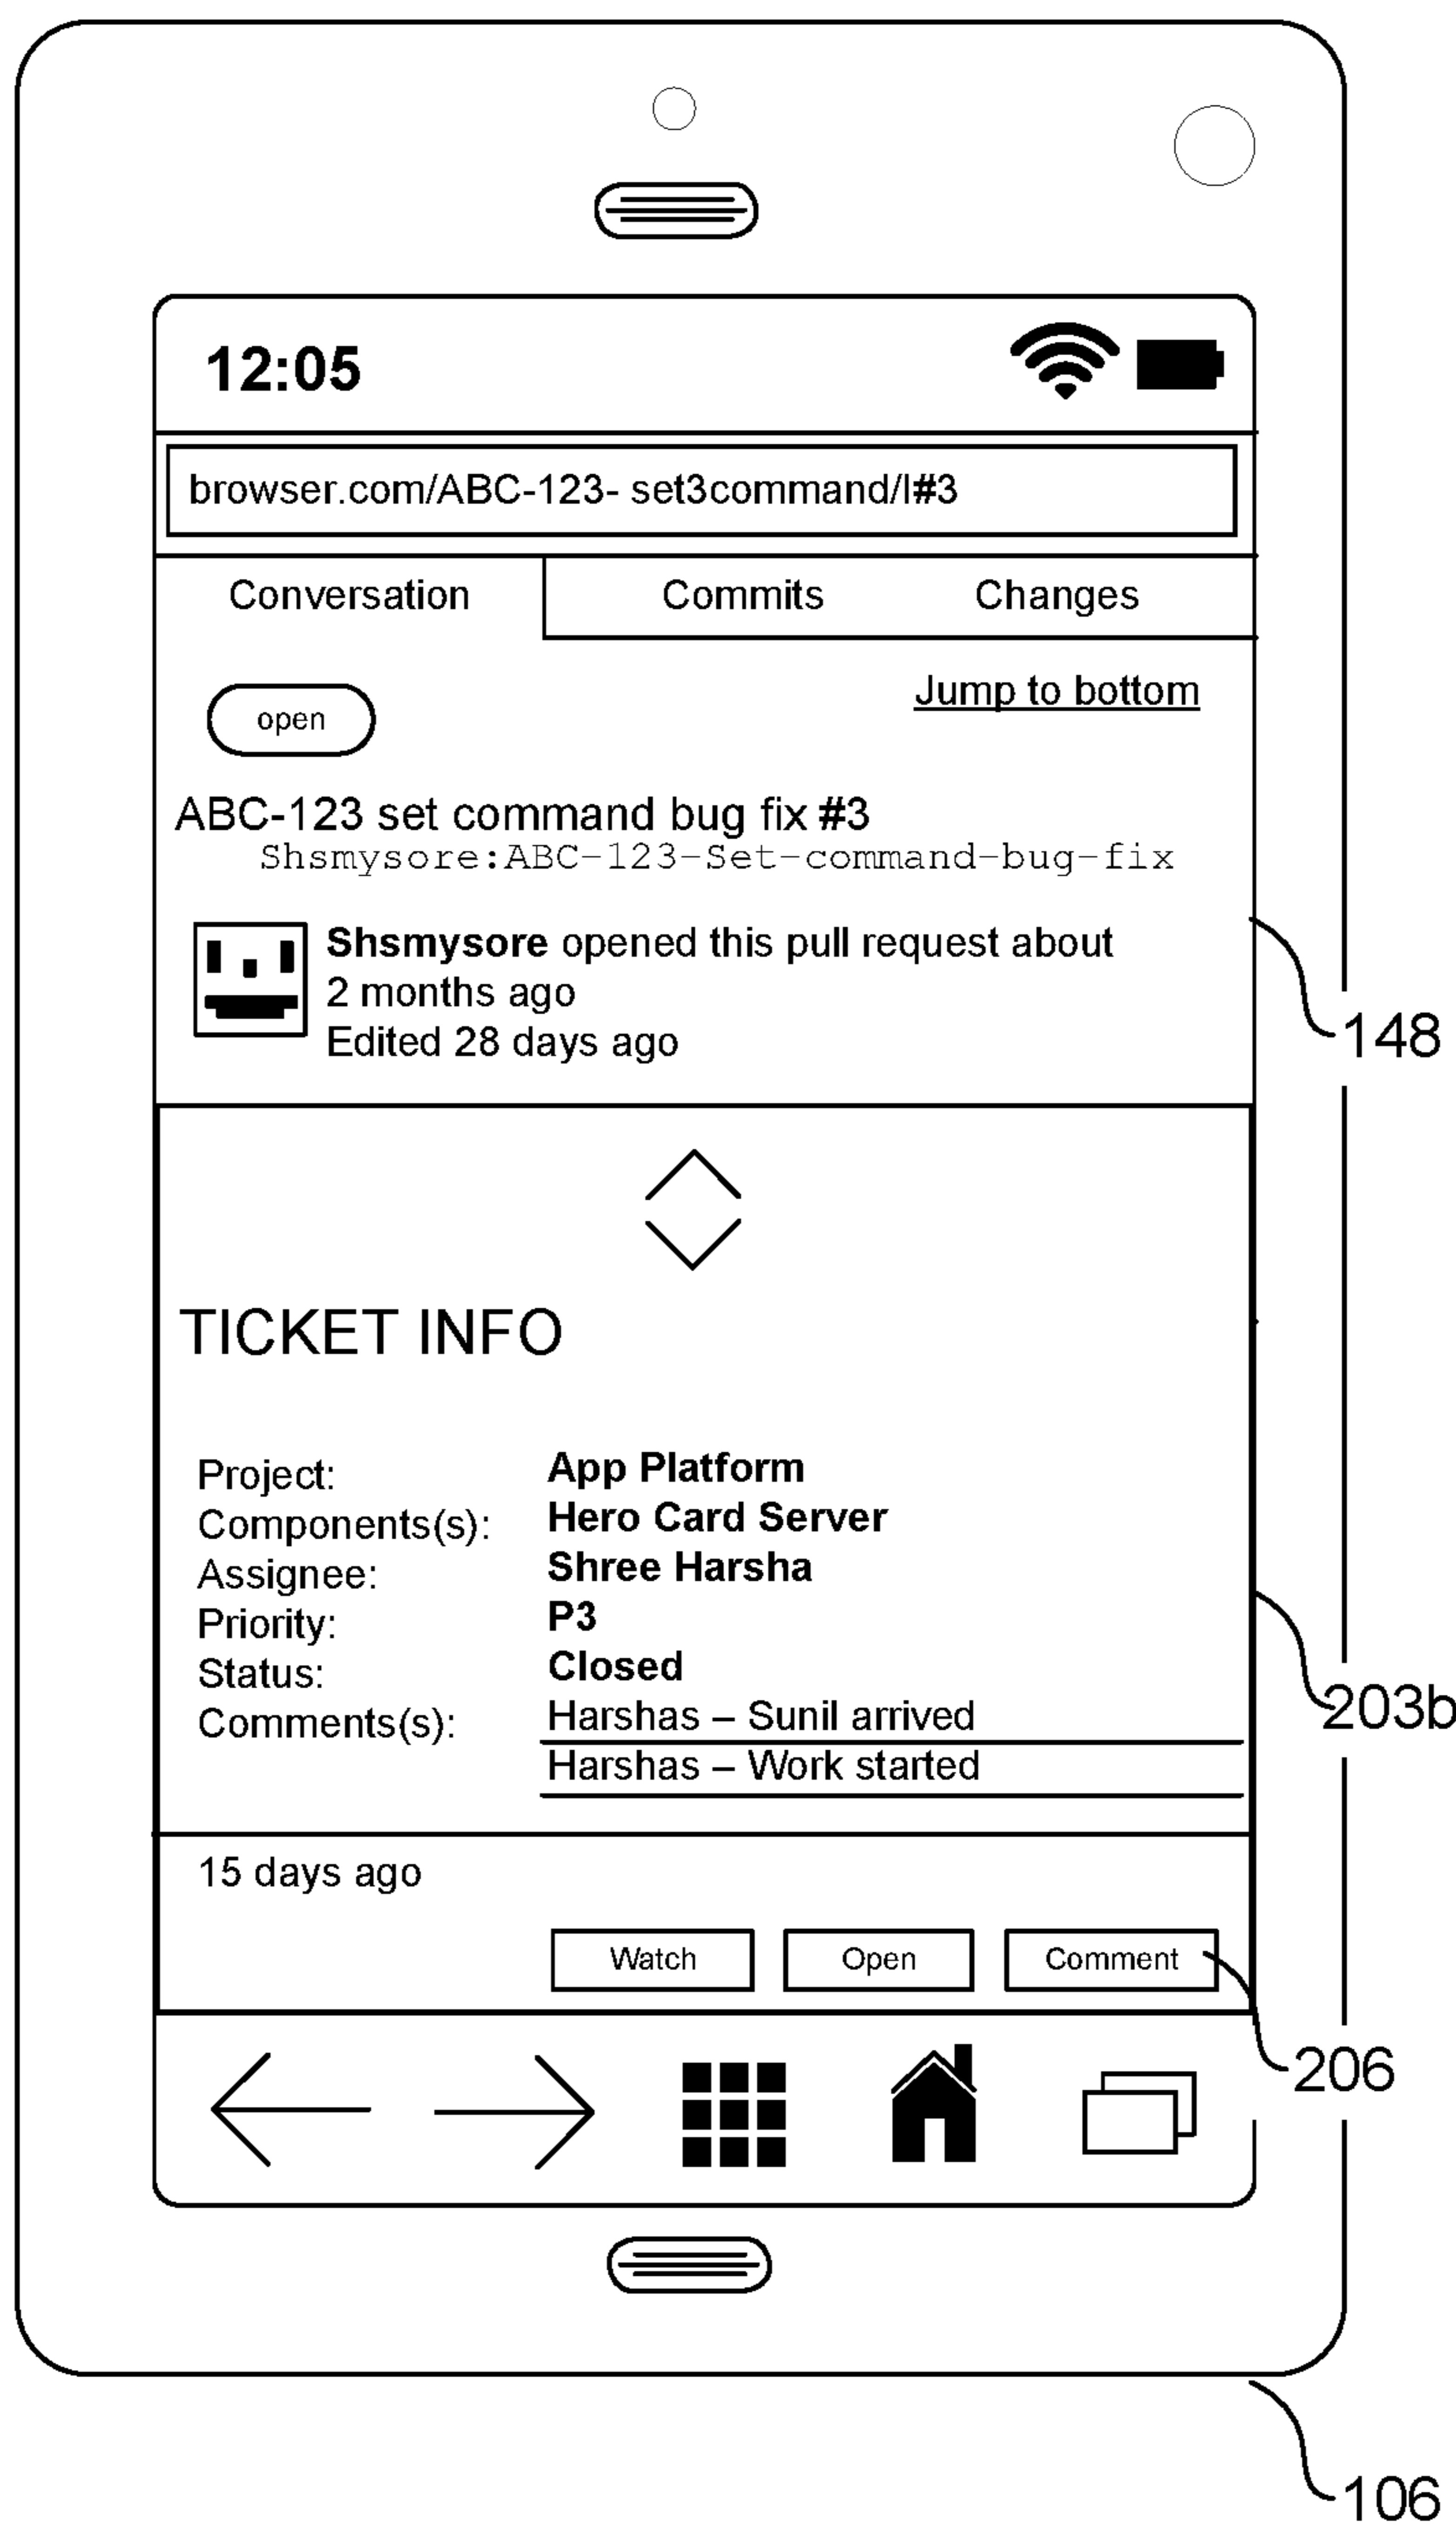 12:05
browser.com/ABC-123- set3command/l#3
Conversation Commits Changes
Jump to bottom
open
ABC-123 set command bug fix #3
Shsmysore:ABC-123-Set-command-bug-fix
Shsmysore opened this pull request about
2 months ago
Edited 28 days ago
148
TICKET INFO
Project: App Platform
Components(s): Hero Card Server
Assignee: Shree Harsha
Priority: P3
Status: Closed
Comments(s): Harshas – Sunil arrived
Harshas – Work started
203b
15 days ago
Watch Open Comment
206
106